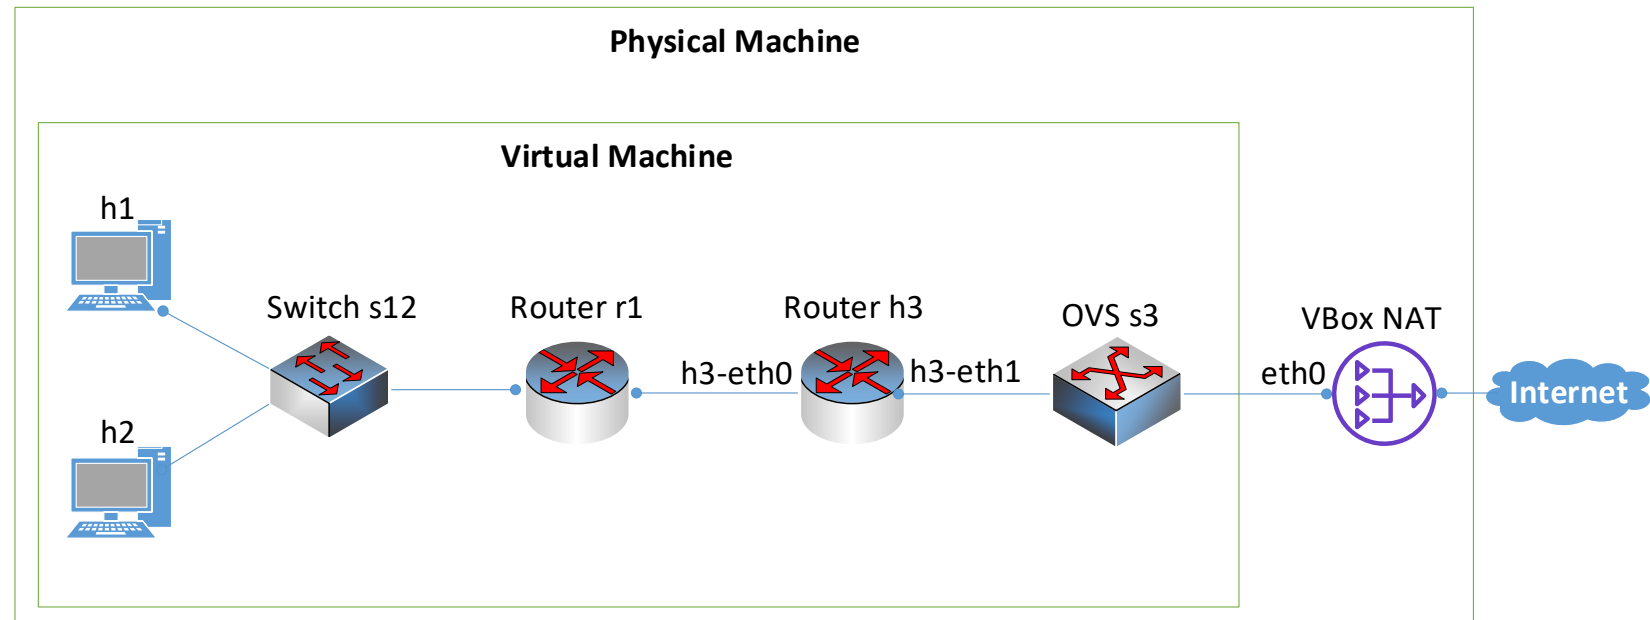 Physical Machine
Virtual Machine
h1
Switch s12
Router r1
Router h3
OVS s3
VBox NAT
h3-eth0
h3-eth1
eth0
Internet
h2